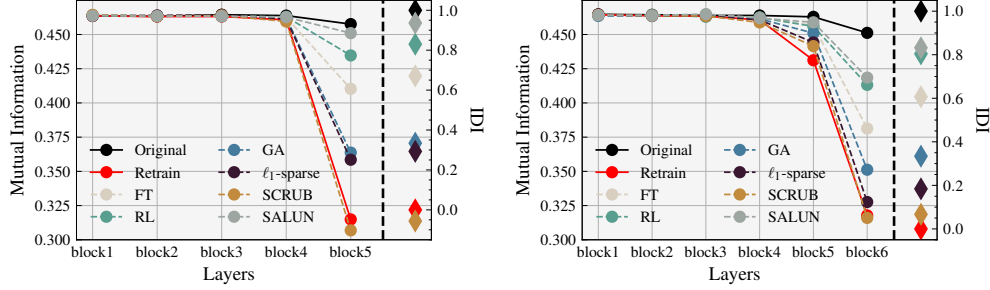 Mutual Information
0.450
0.425
0.400
0.375
0.350
0.325
0.300
Original
Retrain
FT
RL
GA
ℓ1-sparse
SCRUB
SALUN
block1 block2 block3 block4 block5
Layers
1.0
0.8
0.6
0.4
0.2
0.0
IDI
Mutual Information
0.450
0.425
0.400
0.375
0.350
0.325
0.300
Original
Retrain
FT
RL
GA
ℓ1-sparse
SCRUB
SALUN
block1 block2 block3 block4 block5 block6
Layers
1.0
0.8
0.6
0.4
0.2
0.0
IDI